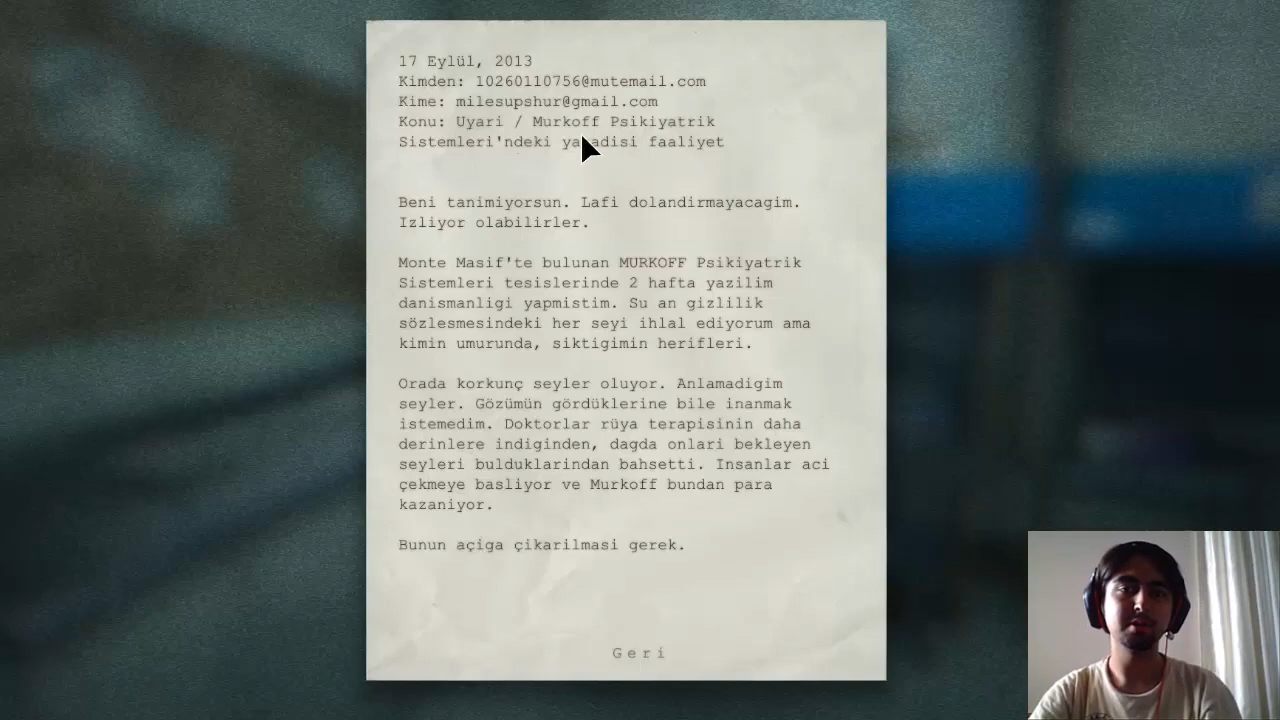 17 Eylül, 2013
Kimden: 10260110756@mutemail.com
Kime: milesupshur@gmail.com
Konu: Uyari / Murkoff Psikiyatrik
Sistemleri'ndeki faaliyet
Beni tanimiyorsun. Lafi dolandirmayacagim.
Izliyor olabilirler.
Monte Masif'te bulunan MURKOFF Psikiyatrik
Sistemleri tesislerinde 2 hafta yazilim
danismanligi yapmistim. Su an gizlilik
sözlesmesindeki her seyi ihlal ediyorum ama
kimin umurunda, siktigimin herifleri.
Orada korkunç seyler oluyor. Anlamadigim
seyler. Gözümün gördüklerine bile inanmak
istemedim. Doktorlar rüya terapisinin daha
derinlere indiginden, dagda onlari bekleyen
seyleri bulduklarindan bahsetti. Insanlar aci
çekmeye basliyor ve Murkoff bundan para
kazaniyor.
Bunun açiga çikarilmasi gerek.
Geri